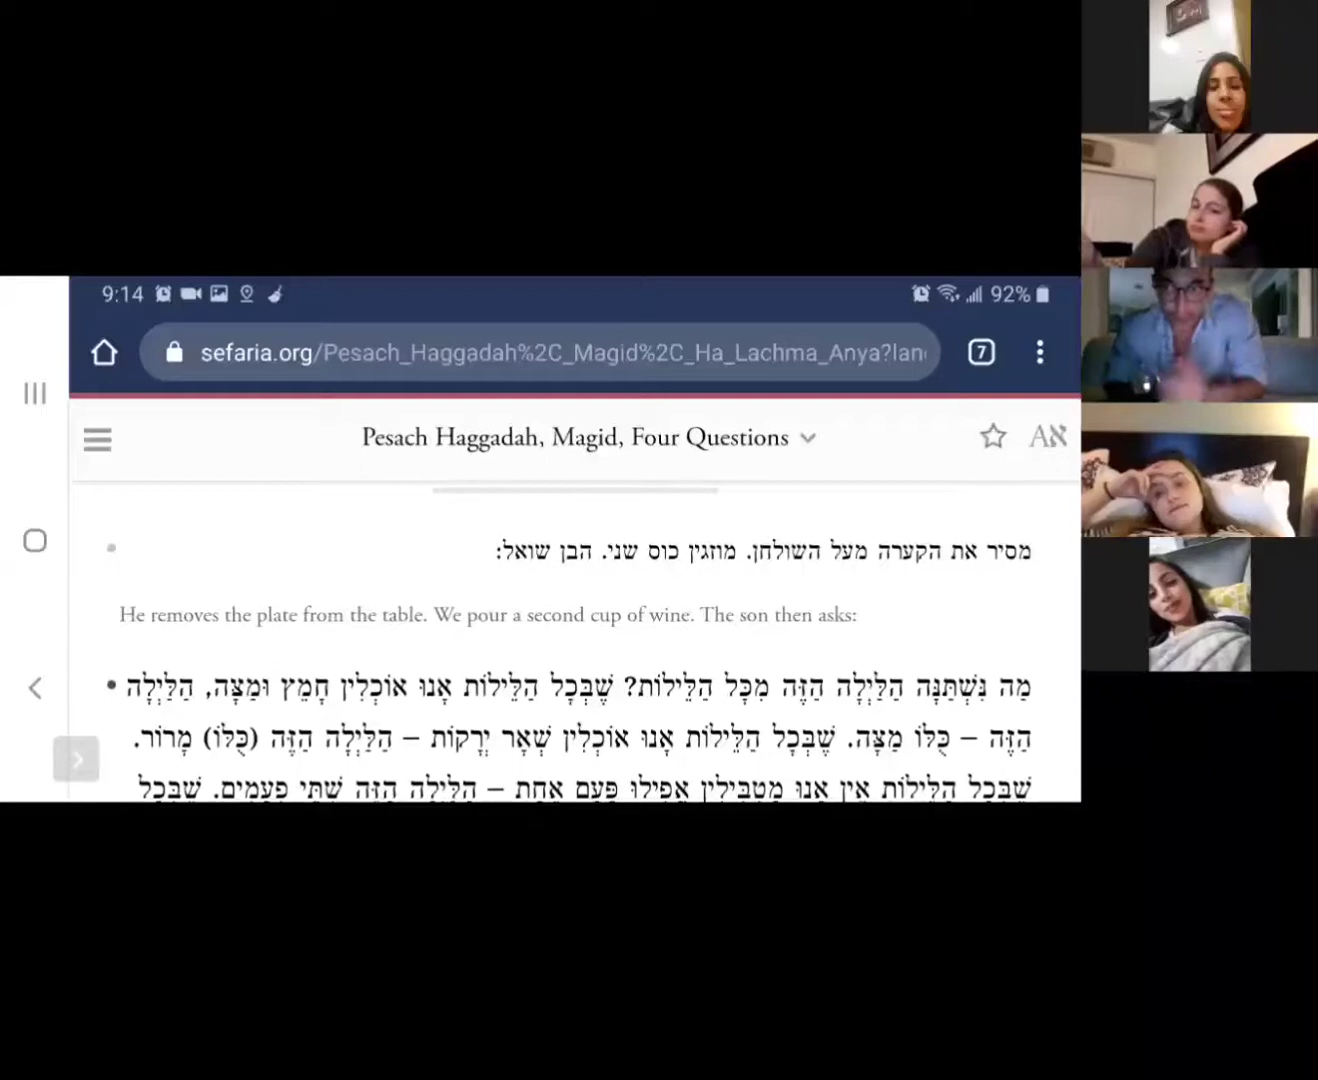 9:14
92%
sefaria.org/Pesach_Haggadah%2C_Magid%2C_Ha_Lachma_Anya?lan
7
Pesach Haggadah, Magid, Four Questions
Aא
מסיר את הקערה מעל השולחן. מוזגין כוס שני. הבן שואל:
He removes the plate from the table. We pour a second cup of wine. The son then asks:
מַה נִּשְׁתַּנָּה הַלַּיְלָה הַזֶּה מִכָּל הַלֵּילוֹת? שֶׁבְּכָל הַלֵּילוֹת אָנוּ אוֹכְלִין חָמֵץ וּמַצָּה, הַלַּיְלָה
הַזֶּה – כֻּלּוֹ מַצָּה. שֶׁבְּכָל הַלֵּילוֹת אָנוּ אוֹכְלִין שְׁאָר יְרָקוֹת – הַלַּיְלָה הַזֶּה (כֻּלּוֹ) מָרוֹר.
שֶׁבְּכָל הַלֵּילוֹת אֵין אָנוּ מַטְבִּילִין אֲפִילוּ פַּעַם אֶחָת – הַלַּיְלָה הַזֶּה שְׁתֵּי פְעָמִים. שֶׁבְּכָל